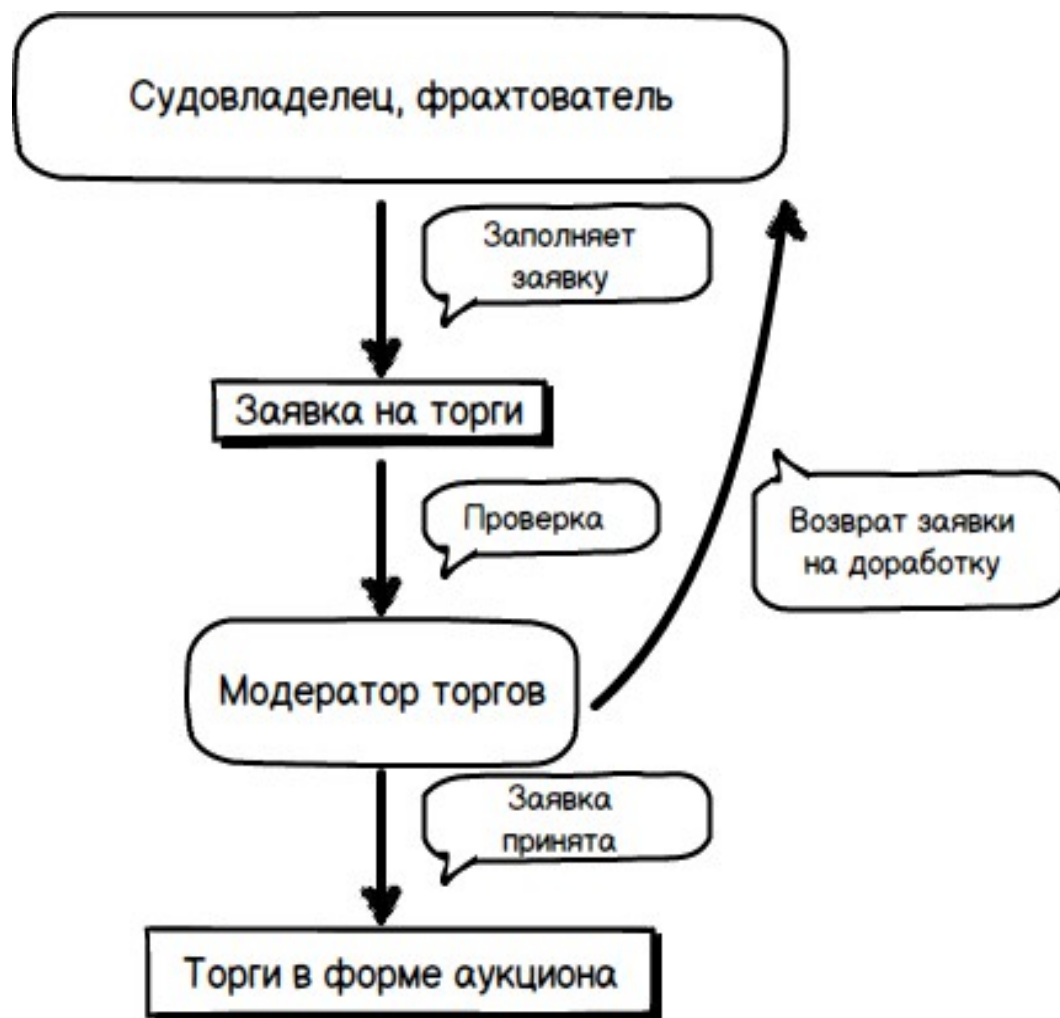 Судовладелец, фрахтователь
Заполняет
заявку
Заявка на торги
Проверка
Возврат заявки
на доработку
Модератор торгов
Заявка
принята
Торги в форме аукциона